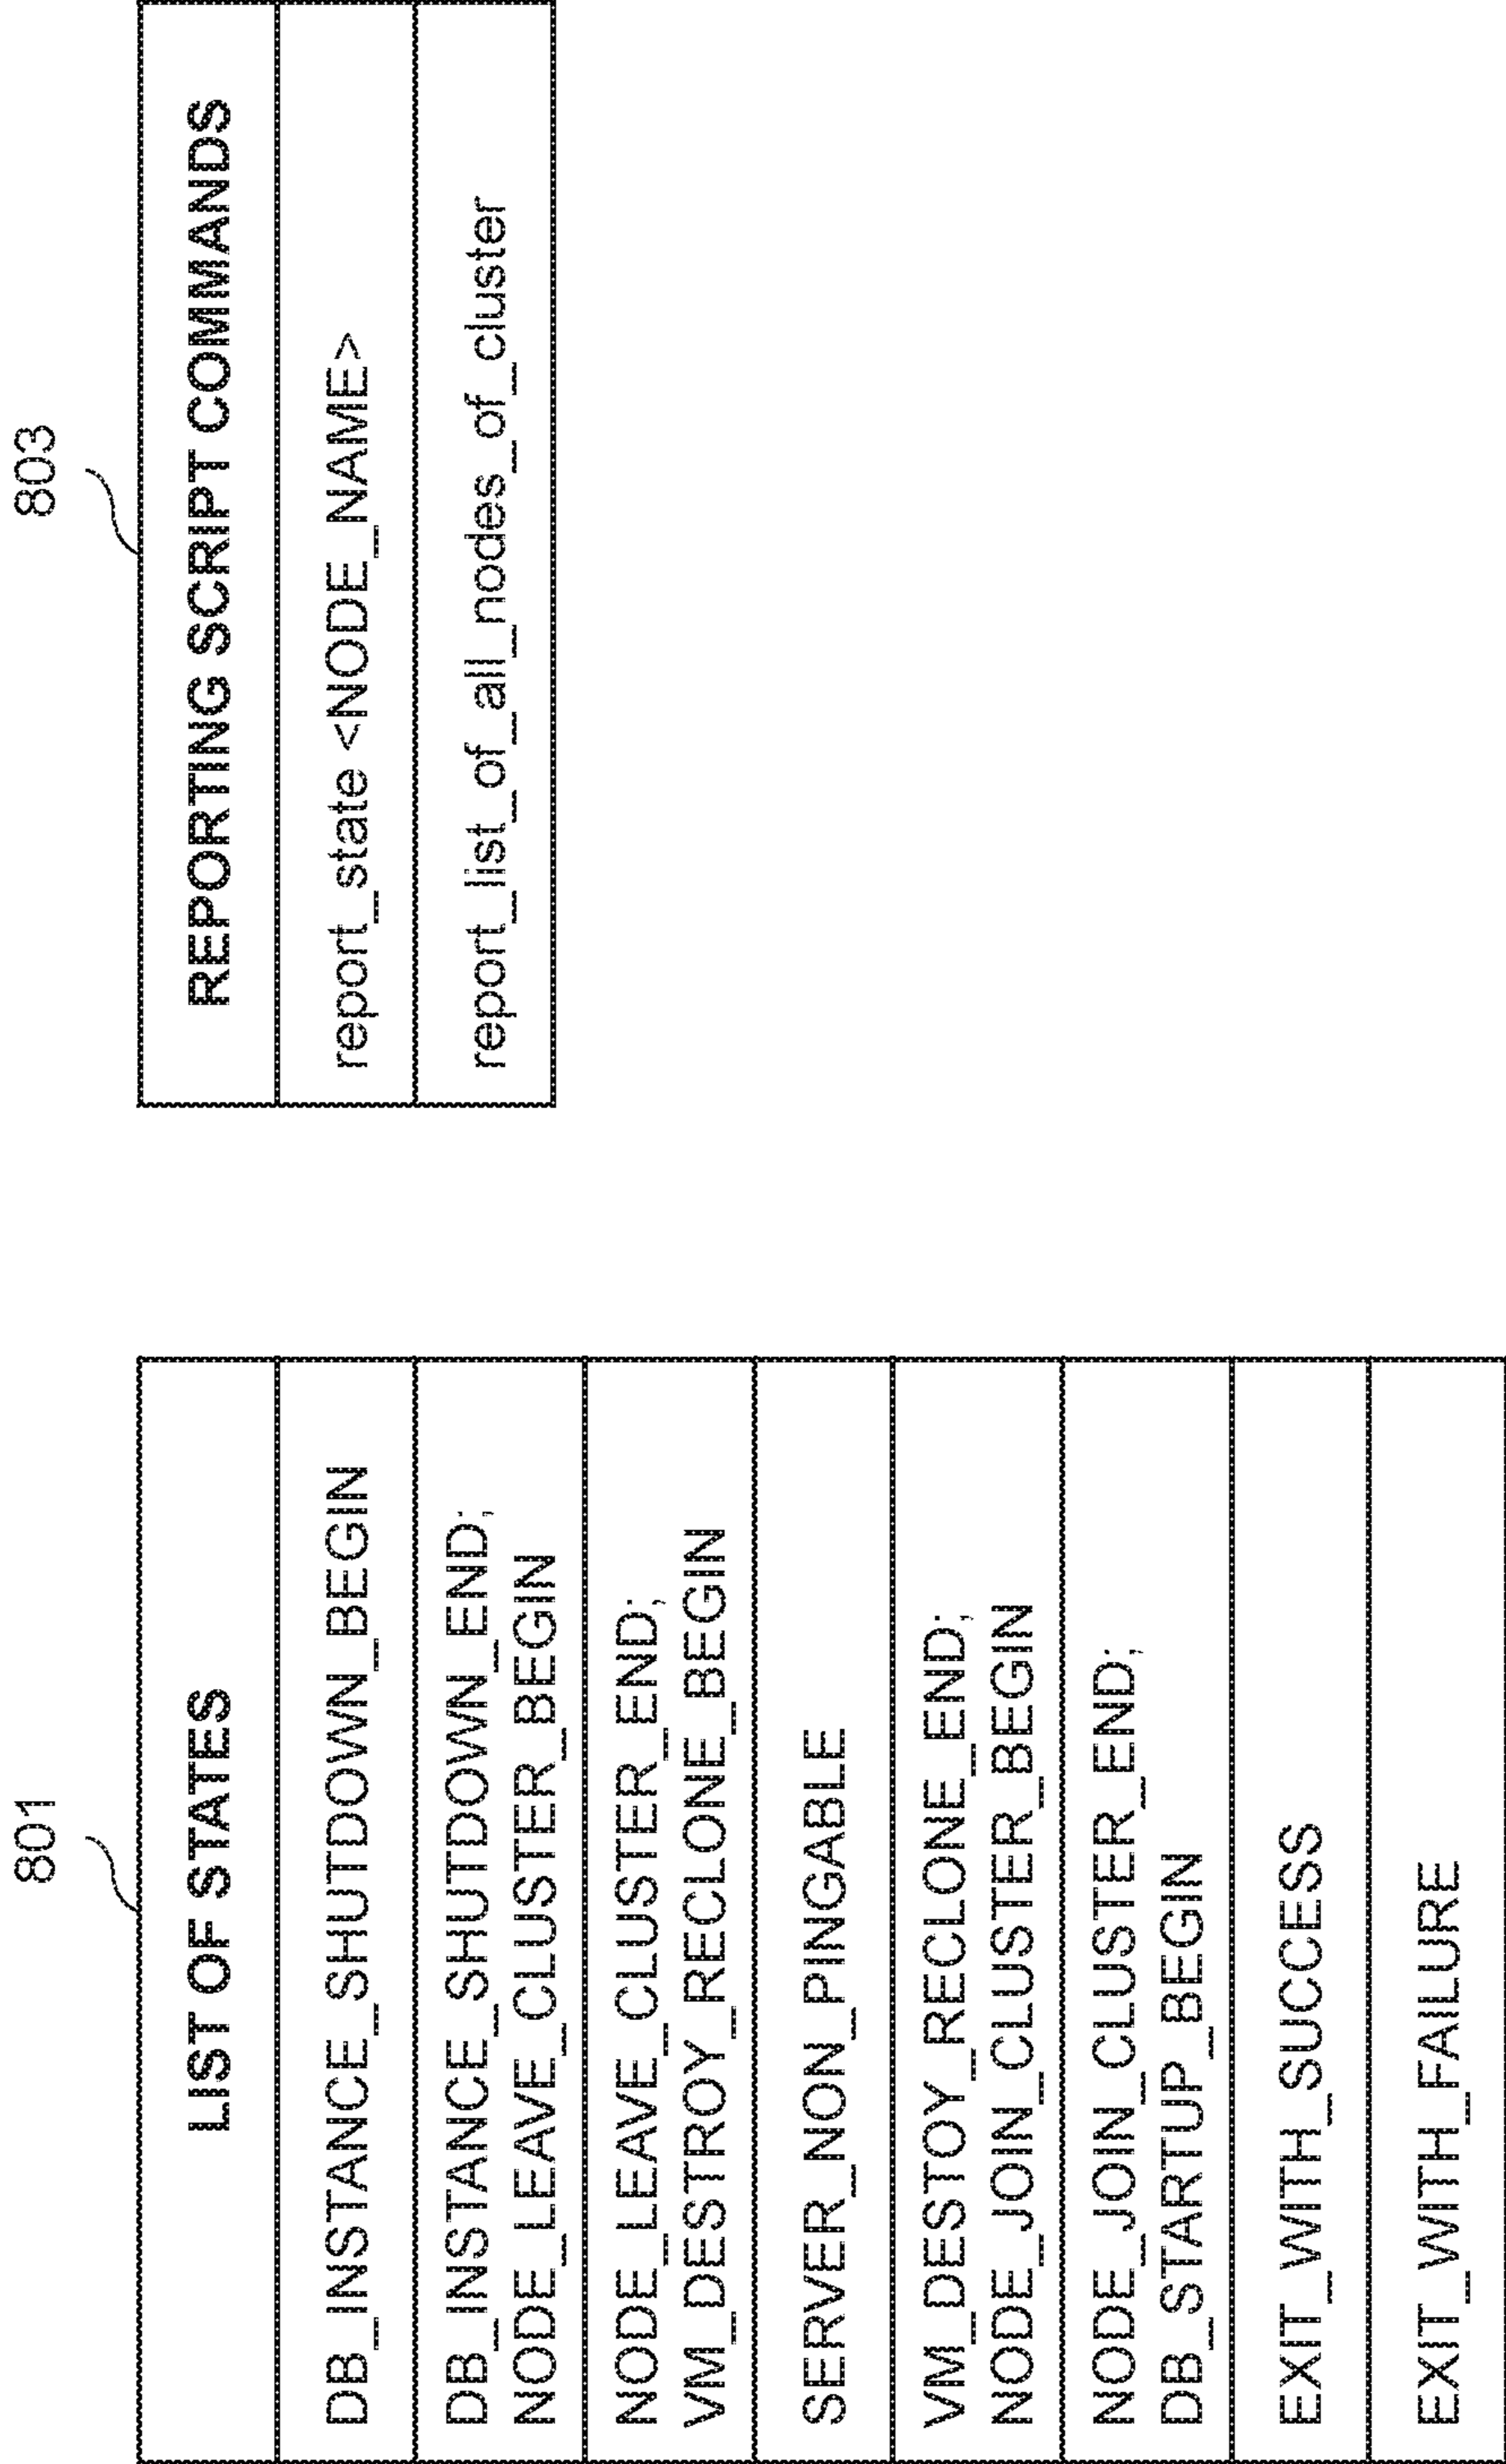 801
LIST OF STATES
DB_INSTANCE_SHUTDOWN_BEGIN
DB_INSTANCE_SHUTDOWN_END;
NODE_LEAVE_CLUSTER_BEGIN
NODE_LEAVE_CLUSTER_END;
VM_DESTROY_RECLONE_BEGIN
SERVER_NON_PINGABLE
VM_DESTOY_RECLONE_END;
NODE_JOIN_CLUSTER_BEGIN
NODE_JOIN_CLUSTER_END;
DB_STARTUP_BEGIN
EXIT_WITH_SUCCESS
EXIT_WITH_FAILURE
803
REPORTING SCRIPT COMMANDS
report_state <NODE_NAME>
report_list_of_all_nodes_of_cluster